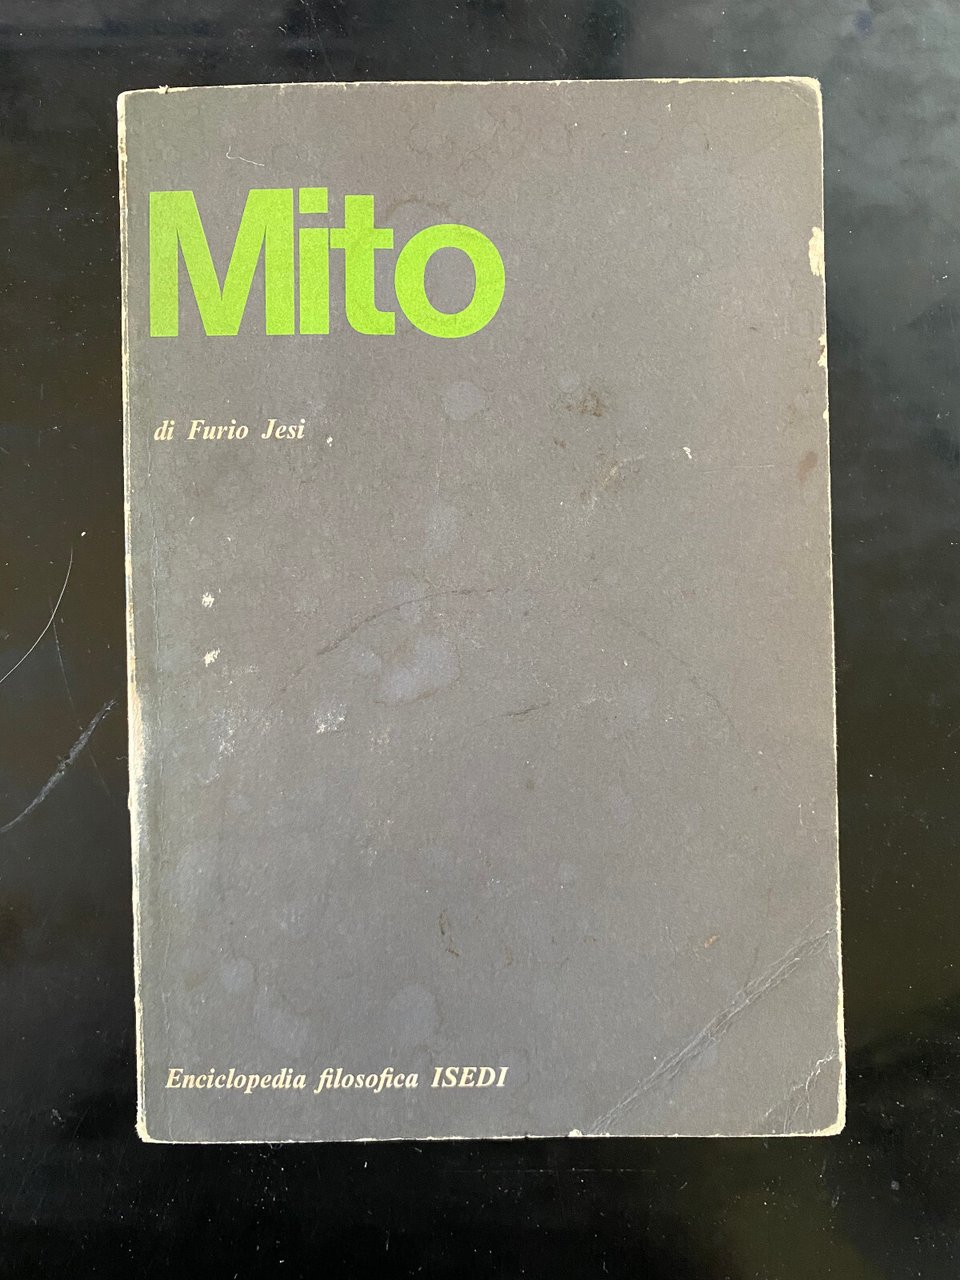 Mito
di Furio Jesi
Enciclopedia filosofica ISEDI